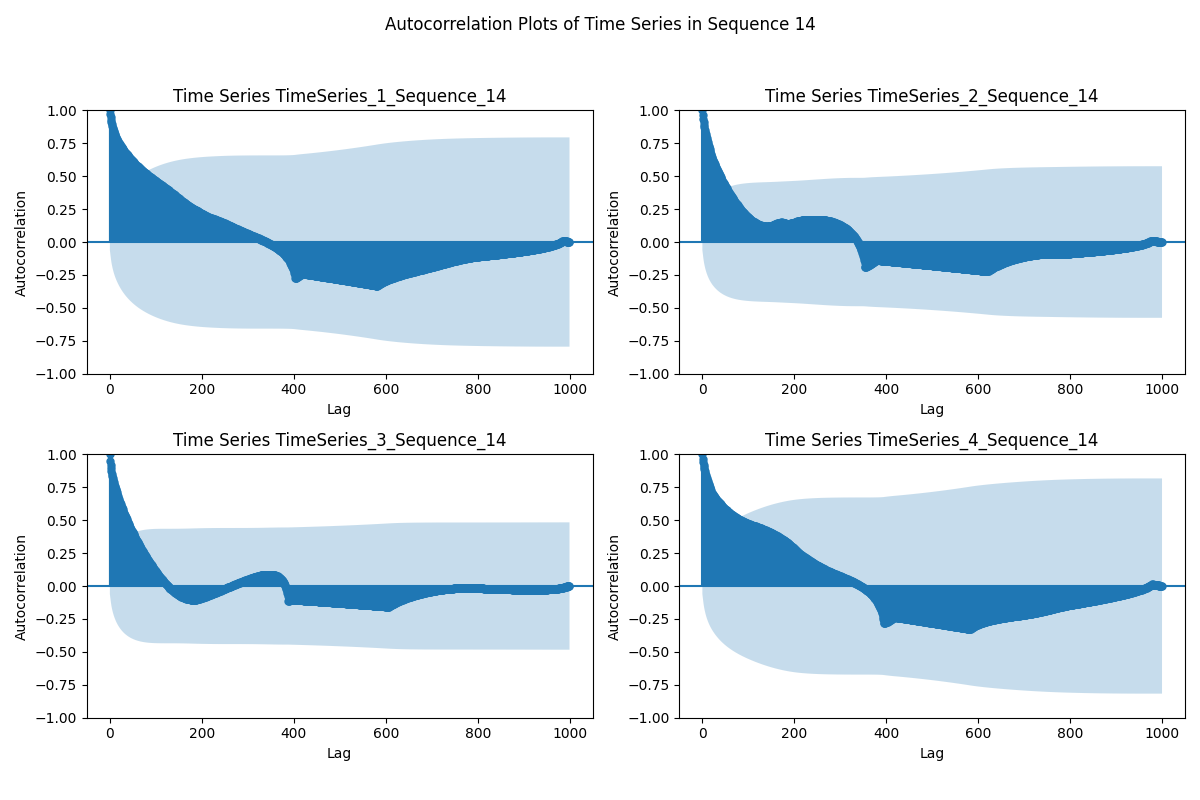 Autocorrelation Plots of Time Series in Sequence 14
Time Series TimeSeries_1_Sequence_14
1.00
0.75
0.50
0.25
0.00
−0.25
−0.50
−0.75
−1.00
Autocorrelation
0 200 400 600 800 1000
Lag
Time Series TimeSeries_2_Sequence_14
1.00
0.75
0.50
0.25
0.00
−0.25
−0.50
−0.75
−1.00
Autocorrelation
0 200 400 600 800 1000
Lag
Time Series TimeSeries_3_Sequence_14
1.00
0.75
0.50
0.25
0.00
−0.25
−0.50
−0.75
−1.00
Autocorrelation
0 200 400 600 800 1000
Lag
Time Series TimeSeries_4_Sequence_14
1.00
0.75
0.50
0.25
0.00
−0.25
−0.50
−0.75
−1.00
Autocorrelation
0 200 400 600 800 1000
Lag